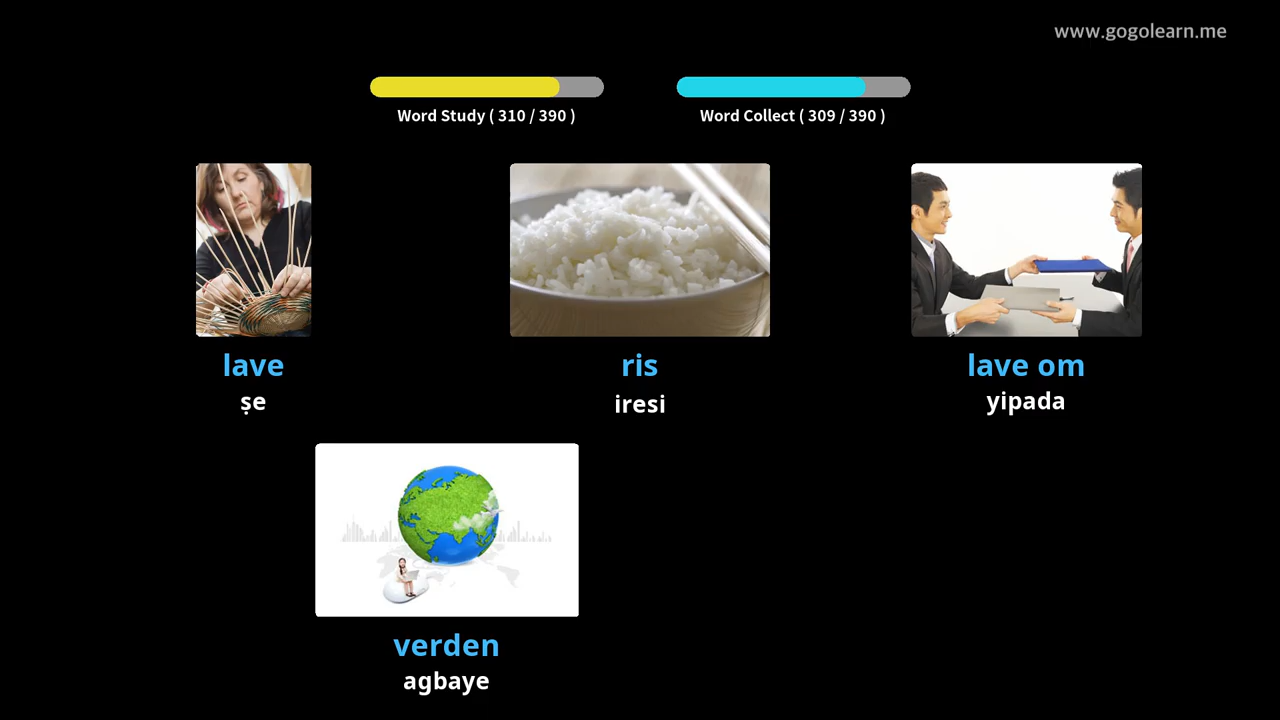 www.gogolearn.me
Word Study ( 310 / 390 )
Word Collect ( 309 / 390 )
lave
ṣe
ris
iresi
lave om
yipada
verden
agbaye